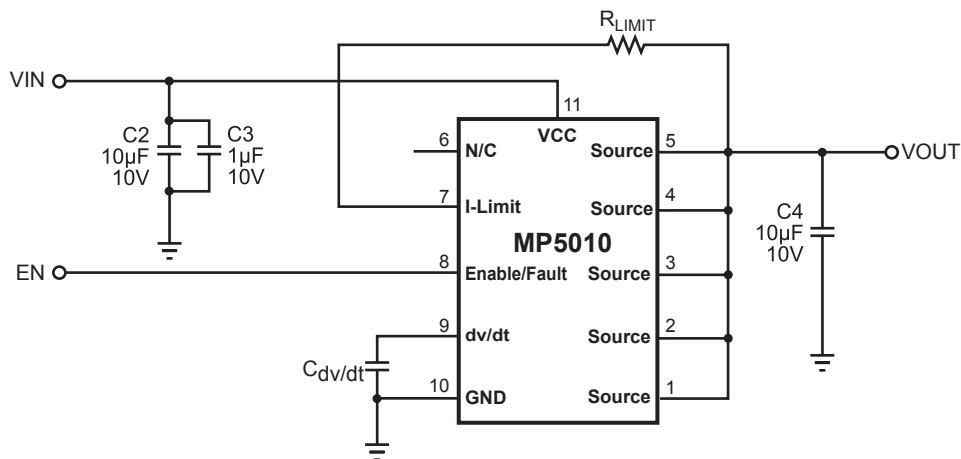 R_LIMIT
VIN
11
VCC
C2
10µF
10V
C3
1µF
10V
6
N/C
Source
5
VOUT
7
I-Limit
Source
4
MP5010
C4
10µF
10V
EN
8
Enable/Fault
Source
3
9
dv/dt
Source
2
Cdv/dt
10
GND
Source
1